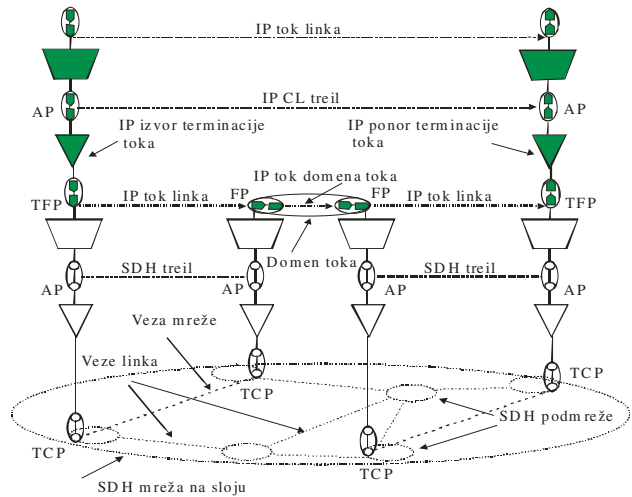 IP tok linka
IP CL treil
AP
AP
IP izvor terminacije
toka
IP ponor terminacije
toka
IP tok domena toka
TFP
IP tok linka
FP
FP
IP tok linka
TFP
Domen toka
SDH treil
SDH treil
AP
AP
AP
AP
Veza mreže
Veze linka
TCP
TCP
SDH podmreže
TCP
TCP
SDH mreža na sloju